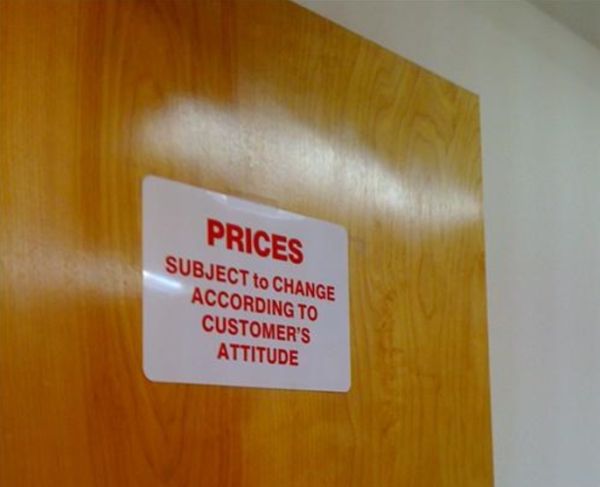 PRICES
SUBJECT to CHANGE
ACCORDING TO
CUSTOMER'S
ATTITUDE